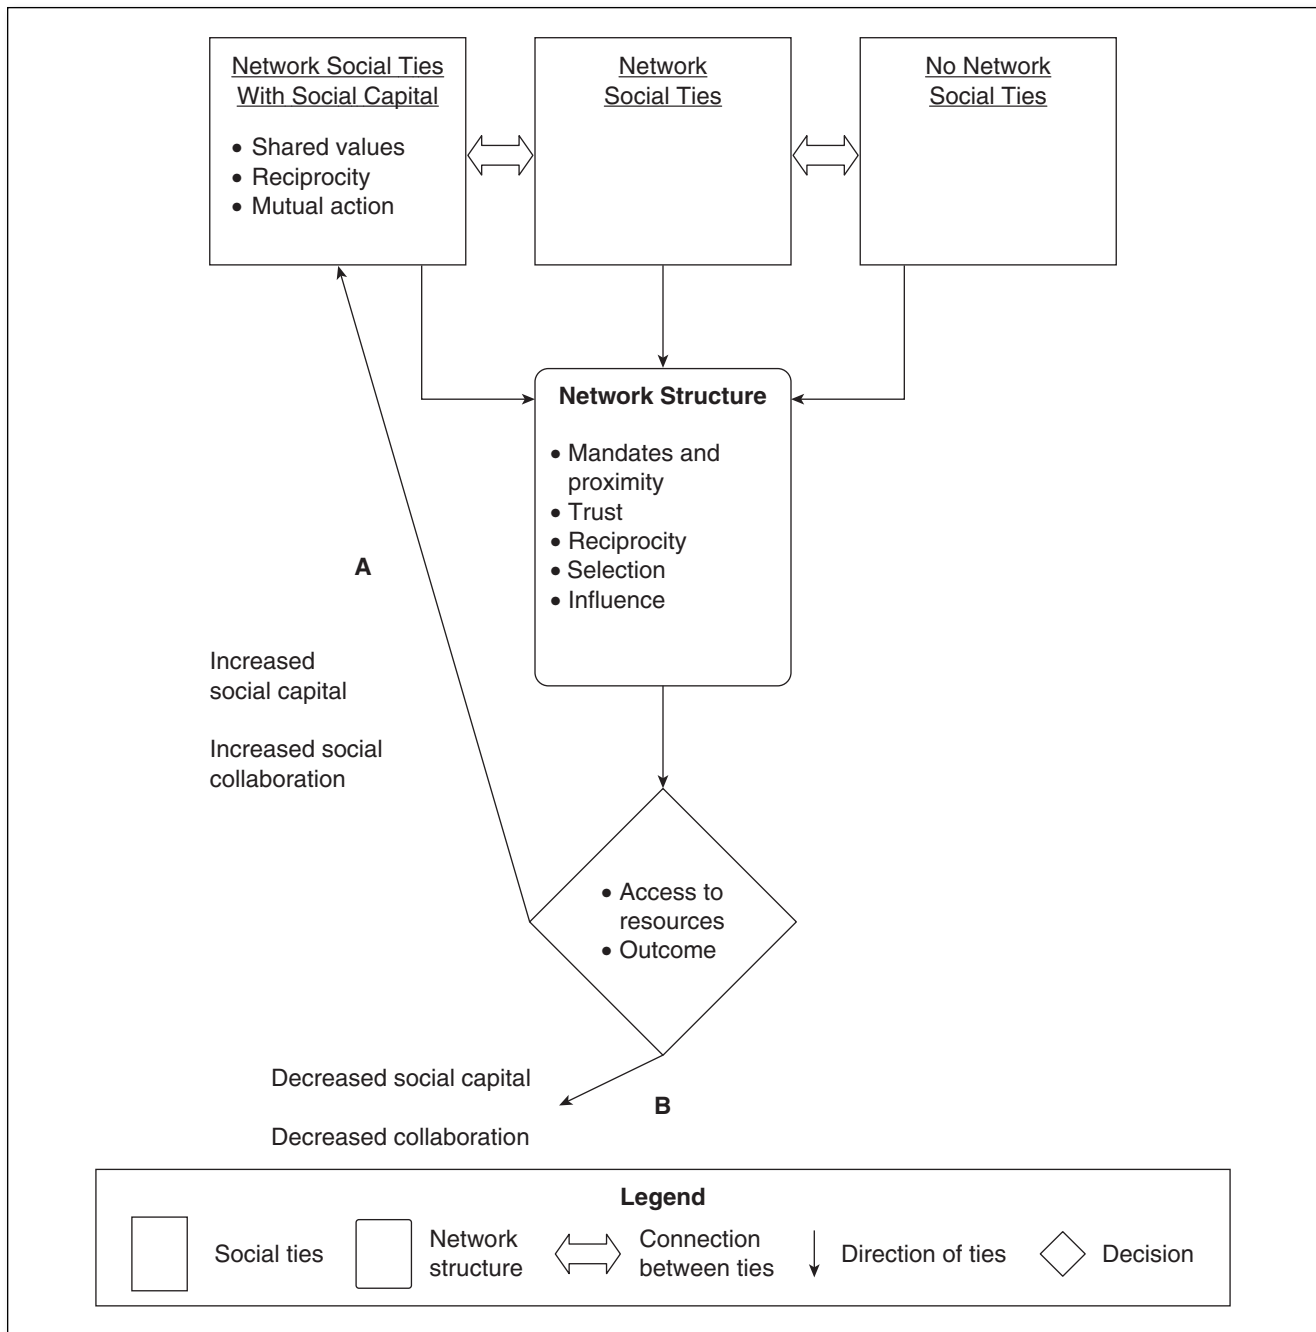 Network Social Ties
With Social Capital
• Shared values
• Reciprocity
• Mutual action
Network
Social Ties
No Network
Social Ties
Network Structure
• Mandates and
proximity
• Trust
• Reciprocity
• Selection
• Influence
A
Increased
social capital
Increased social
collaboration
• Access to
resources
• Outcome
Decreased social capital
B
Decreased collaboration
Legend
Social ties
Network
structure
Connection
between ties
Direction of ties
Decision